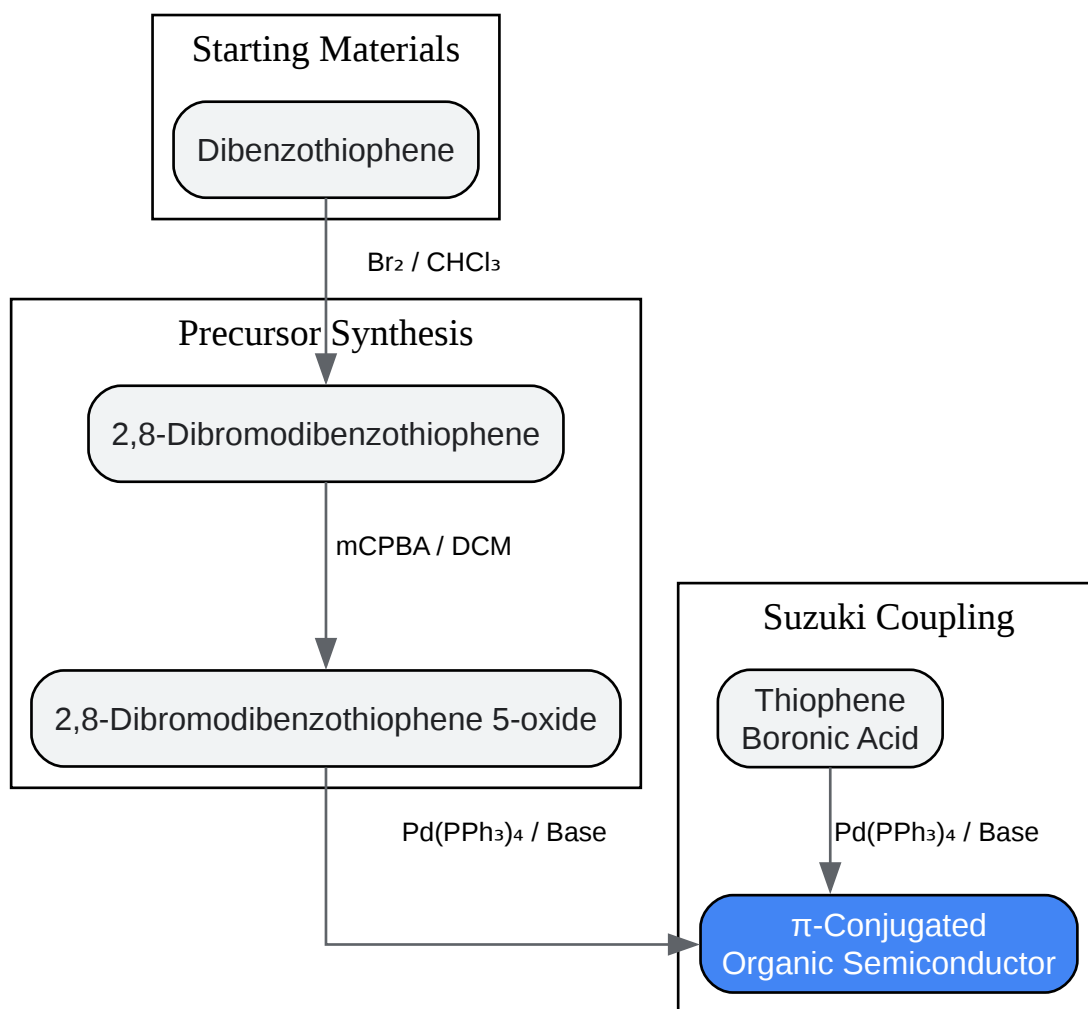 Starting Materials
Dibenzothiophene
Br₂ / CHCl₃
Precursor Synthesis
2,8-Dibromodibenzothiophene
mCPBA / DCM
2,8-Dibromodibenzothiophene 5-oxide
Pd(PPh₃)₄ / Base
Suzuki Coupling
Thiophene
Boronic Acid
Pd(PPh₃)₄ / Base
π-Conjugated
Organic Semiconductor